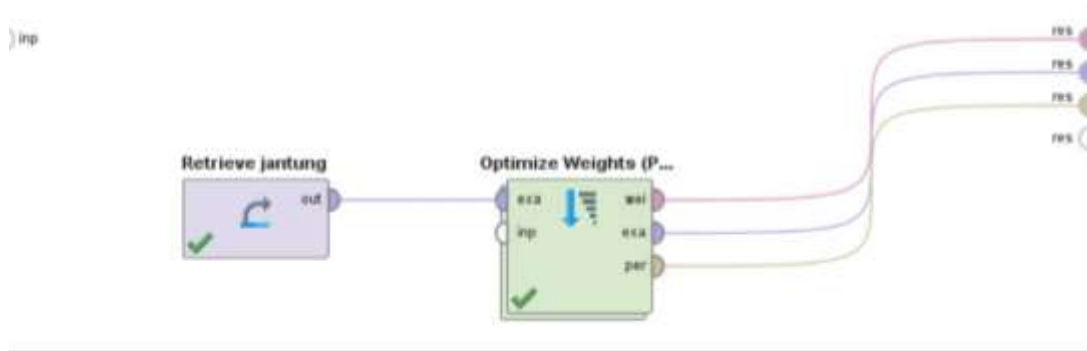 inp
res
res
res
res
Retrieve jantung
Optimize Weights (P...
out
exa
wei
inp
exa
per